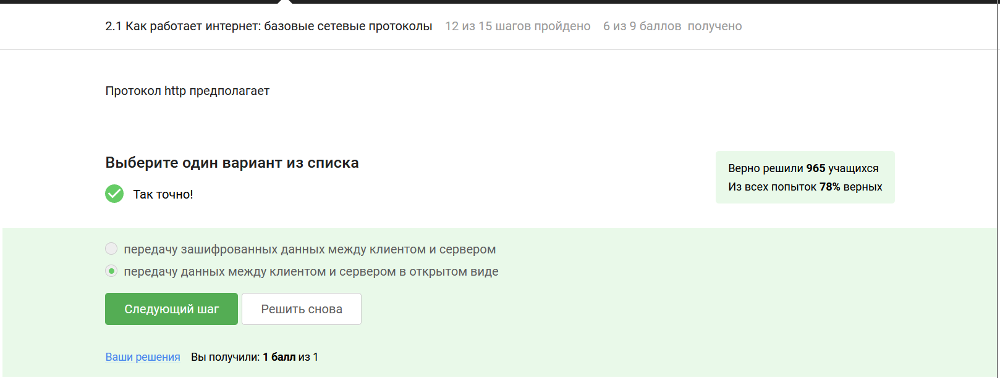 2.1 Как работает интернет: базовые сетевые протоколы 12 из 15 шагов пройдено 6 из 9 баллов получено
Протокол http предполагает
Выберите один вариант из списка
Так точно!
Верно решили 965 учащихся
Из всех попыток 78% верных
передачу зашифрованных данных между клиентом и сервером
передачу данных между клиентом и сервером в открытом виде
Следующий шаг Решить снова
Ваши решения Вы получили: 1 балл из 1